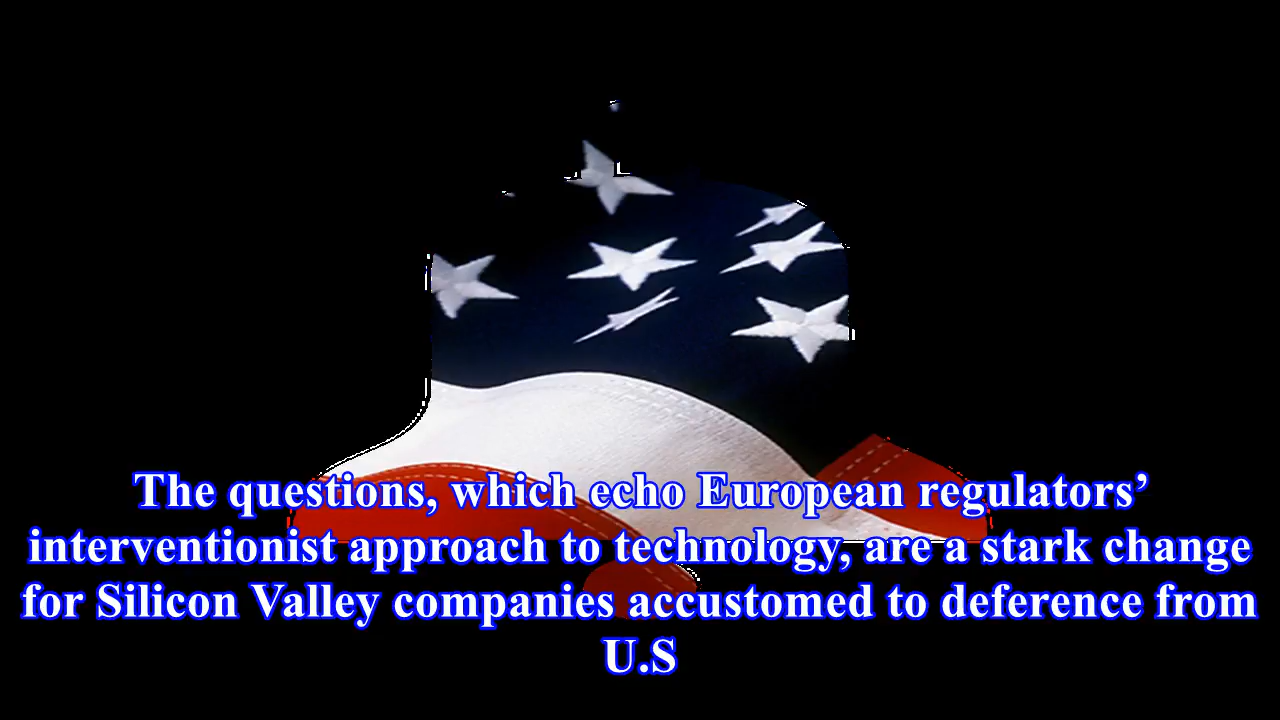 The questions, which echo European regulators’
interventionist approach to technology, are a stark change
for Silicon Valley companies accustomed to deference from
U.S